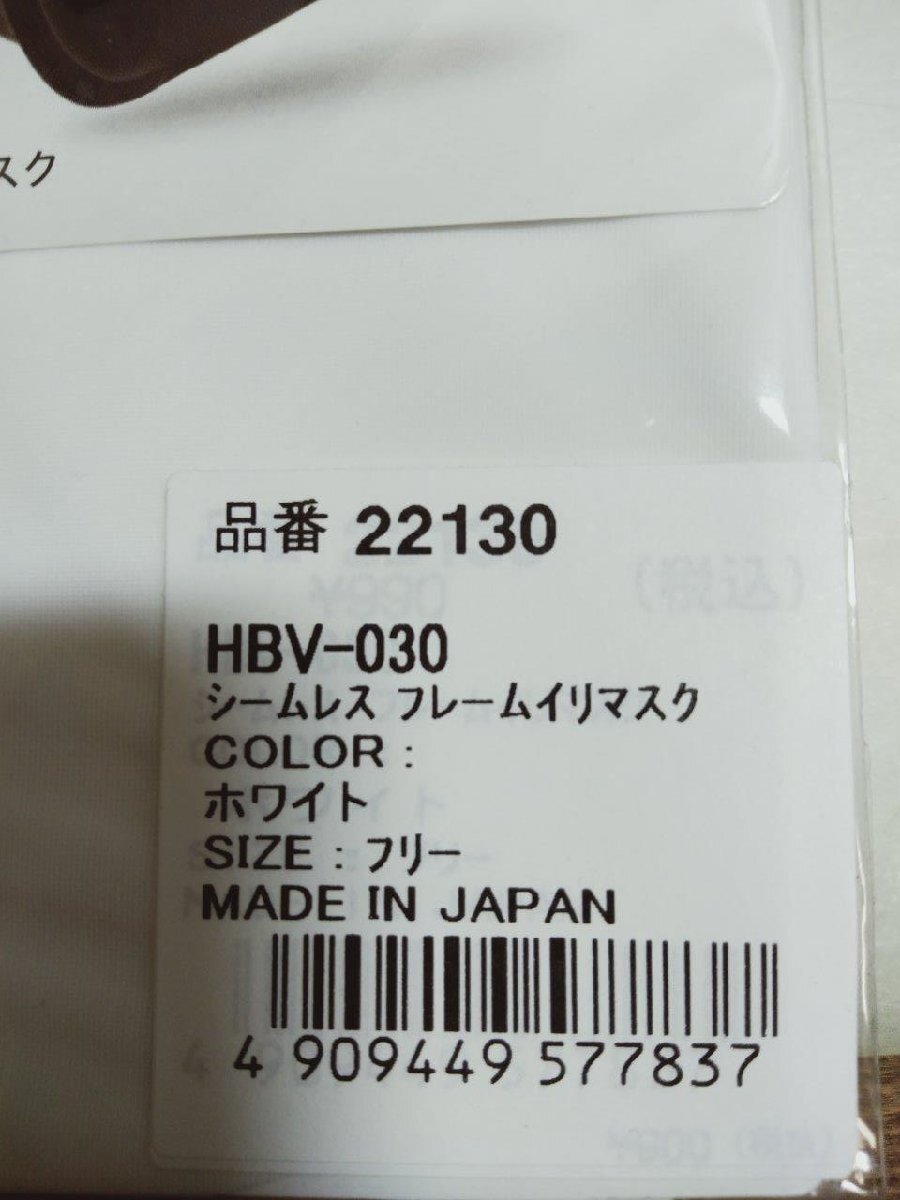 スク
品番 22130
HBV-030
シームレス フレームイリマスク
COLOR :
ホワイト
SIZE : フリー
MADE IN JAPAN
4 909449 577837